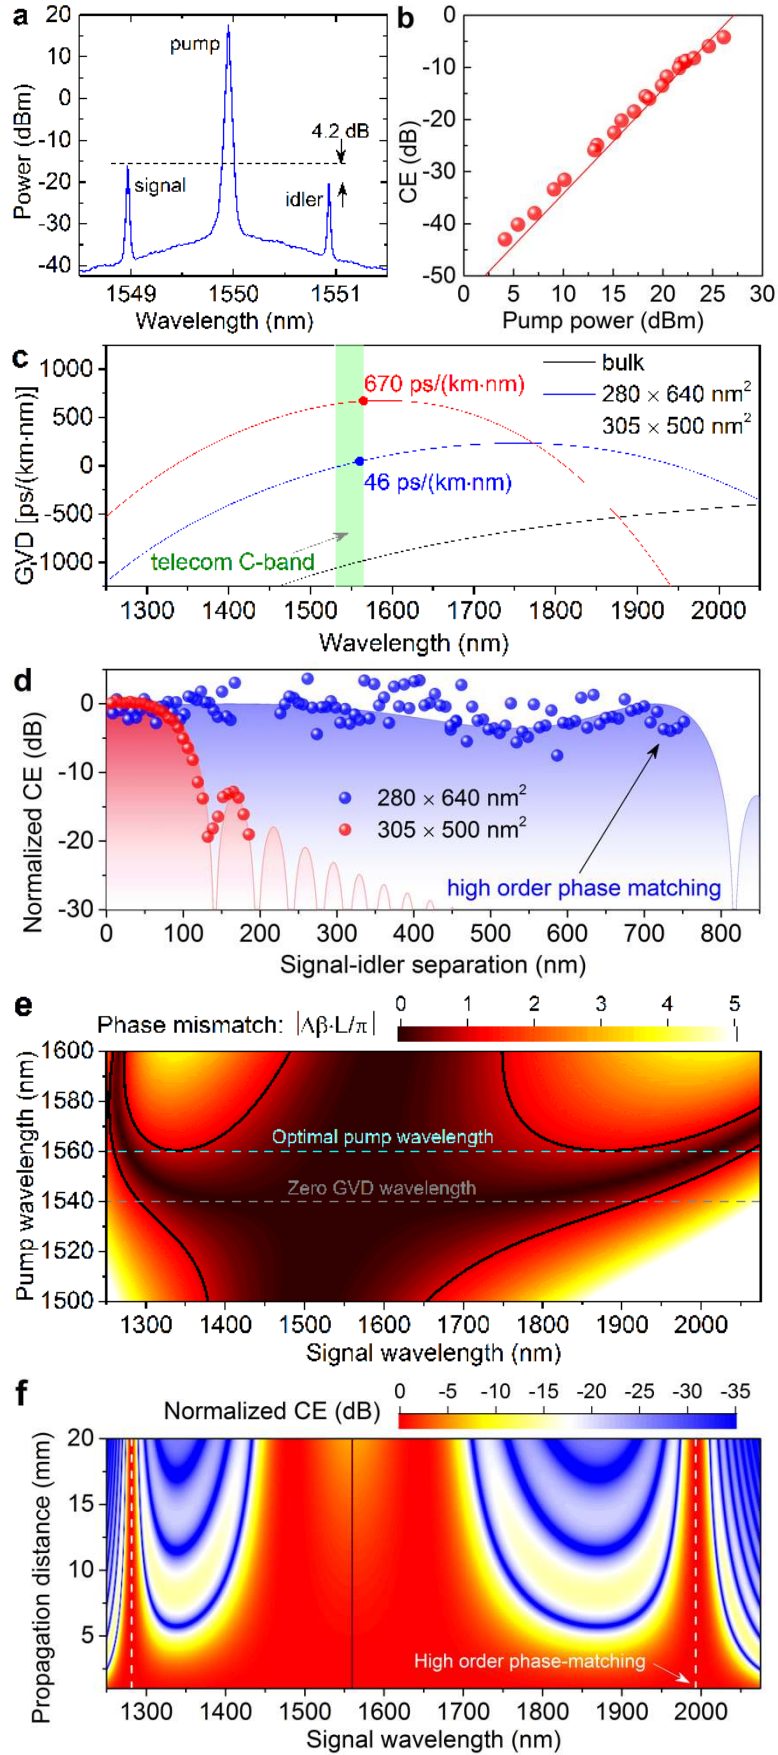 a
Power (dBm)
20
10
0
-10
-20
-30
-40
pump
4.2 dB
signal
idler
1549
1550
1551
Wavelength (nm)
b
CE (dB)
0
-10
-20
-30
-40
-50
0
5
10
15
20
25
30
Pump power (dBm)
c
GVD [ps/(km·nm)]
1000
500
0
-500
1000
670 ps/(km·nm)
46 ps/(km·nm)
telecom C-band
bulk
280 × 640 nm²
305 × 500 nm²
1300
1400
1500
1600
1700
1800
1900
2000
Wavelength (nm)
d
Normalized CE (dB)
0
-10
-20
-30
280 × 640 nm²
305 × 500 nm²
high order phase matching
0
100
200
300
400
500
600
700
800
Signal-idler separation (nm)
e
Phase mismatch: |Λβ·L/π|
0
1
2
3
4
5
Pump wavelength (nm)
1600
1580
1560
1540
1520
1500
Optimal pump wavelength
Zero GVD wavelength
1300
1400
1500
1600
1700
1800
1900
2000
Signal wavelength (nm)
f
Normalized CE (dB)
0
-5
-10
-15
-20
-25
-30
-35
Propagation distance (mm)
20
15
10
5
High order phase-matching
1300
1400
1500
1600
1700
1800
1900
2000
Signal wavelength (nm)